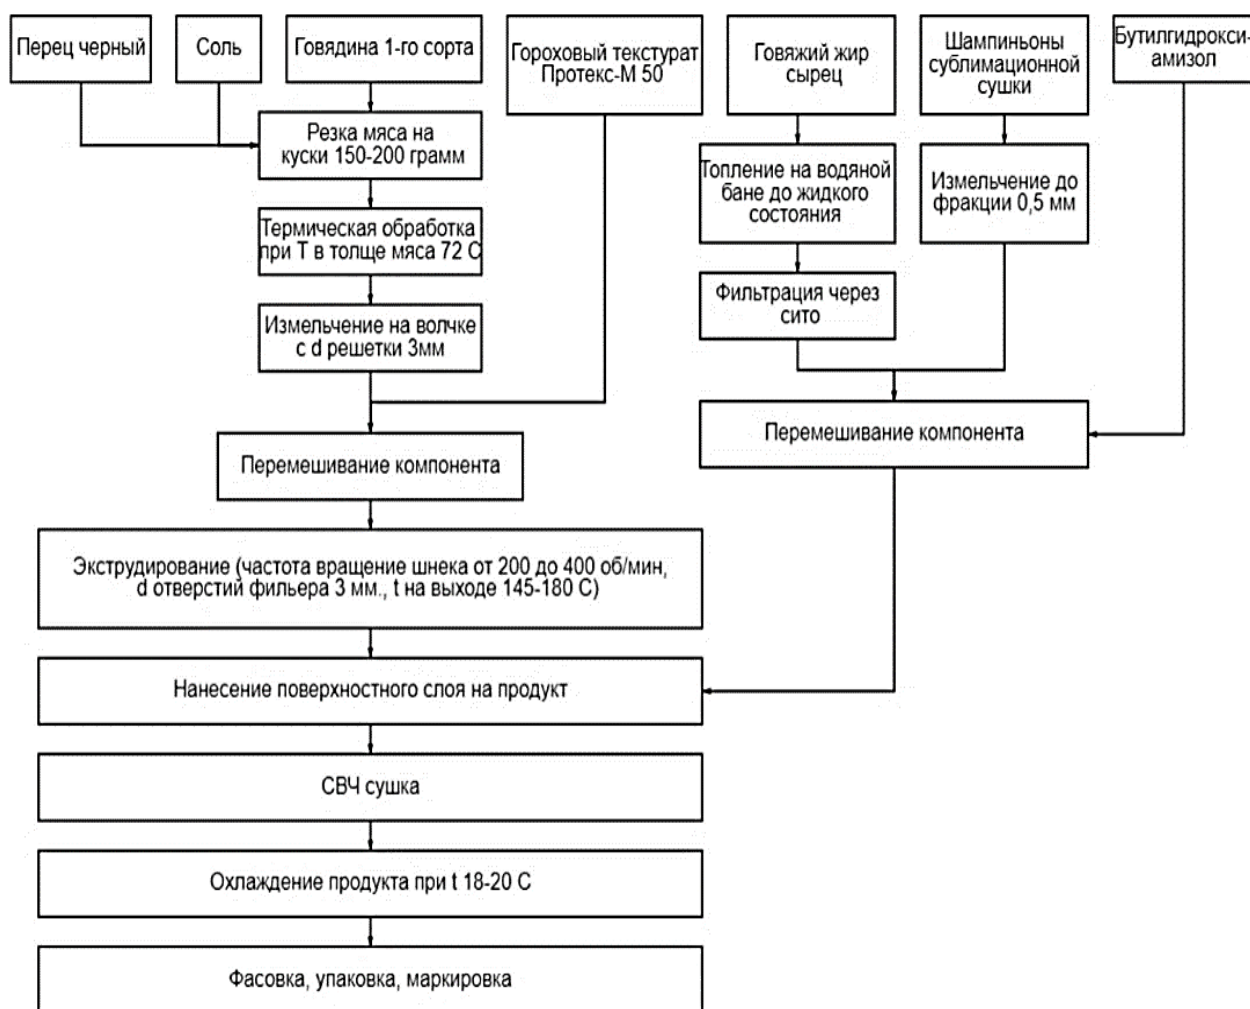 Перец черный
Соль
Говядина 1-го сорта
Гороховый текстурат
Протекс-М 50
Говяжий жир
сырец
Шампиньоны
сублимационной
сушки
Бутилгидрокси-
амизол
Резка мяса на
куски 150-200 грамм
Топление на водяной
бане до жидкого
состояния
Измельчение до
фракции 0,5 мм
Термическая обработка
при Т в толще мяса 72 С
Фильтрация через
сито
Измельчение на волчке
с d решетки 3мм
Перемешивание компонента
Перемешивание компонента
Экструдирование (частота вращение шнека от 200 до 400 об/мин,
d отверстий фильера 3 мм., t на выходе 145-180 С)
Нанесение поверхностного слоя на продукт
СВЧ сушка
Охлаждение продукта при t 18-20 С
Фасовка, упаковка, маркировка